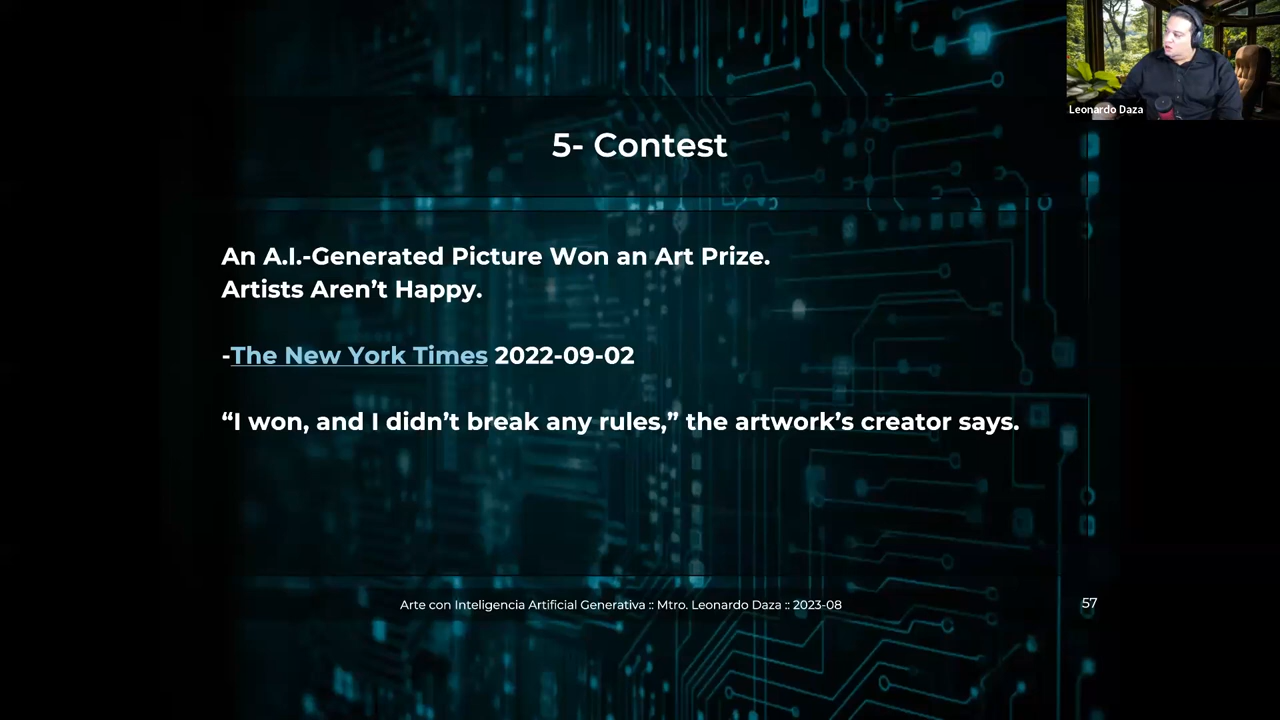 Leonardo Daza
5- Contest
An A.I.-Generated Picture Won an Art Prize.
Artists Aren’t Happy.
-The New York Times 2022-09-02
“I won, and I didn’t break any rules,” the artwork’s creator says.
Arte con Inteligencia Artificial Generativa :: Mtro. Leonardo Daza :: 2023-08
57